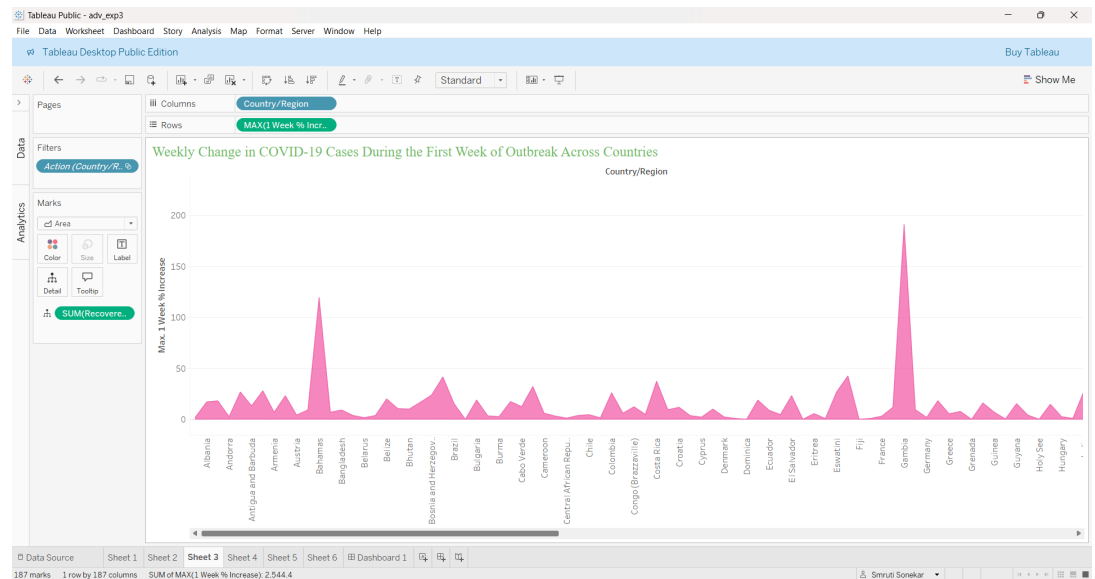 Tableau Public - adv_exp3
File Data Worksheet Dashboard Story Analysis Map Format Server Window Help
Tableau Desktop Public Edition
Buy Tableau
Standard
Show Me
Pages
iii Columns
Country/Region
Rows
MAX(1 Week % Incr..
Data
Analytics
Filters
Action (Country/R..
Marks
Area
Color
Size
Label
Detail
Tooltip
SUM(Recovere..
Weekly Change in COVID-19 Cases During the First Week of Outbreak Across Countries
Country/Region
Max. 1 Week % Increase
200
150
100
50
0
Albania
Andorra
Antigua and Barbuda
Armenia
Austria
Bahamas
Bangladesh
Belarus
Belize
Bhutan
Bosnia and Herzegov..
Brazil
Bulgaria
Burma
Cabo Verde
Cameroon
Central African Repu..
Chile
Colombia
Congo (Brazzaville)
Costa Rica
Croatia
Cyprus
Denmark
Dominica
Ecuador
El Salvador
Eritrea
Eswatini
Fiji
France
Gambia
Germany
Greece
Grenada
Guinea
Guyana
Holy See
Hungary
Data Source
Sheet 1
Sheet 2
Sheet 3
Sheet 4
Sheet 5
Sheet 6
Dashboard 1
187 marks 1 row by 187 columns SUM of MAX(1 Week % Increase): 2,544.4
Smruti Sonekar